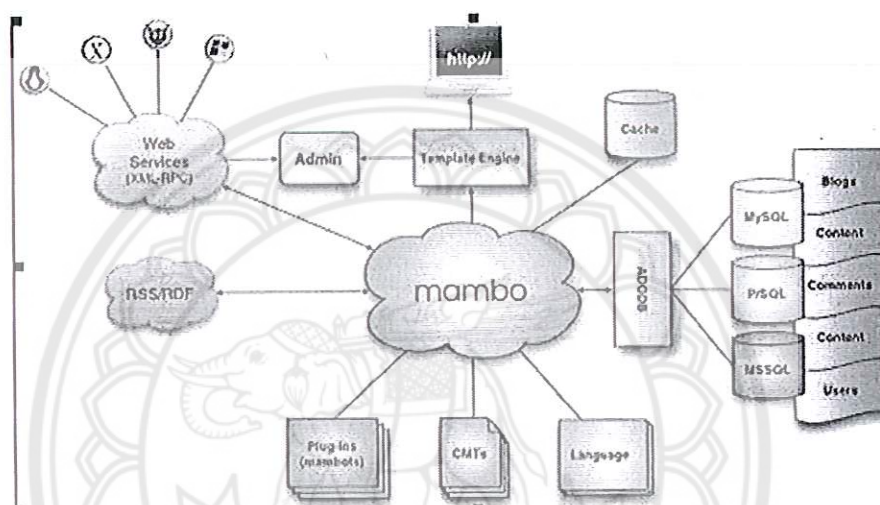 http://
Cache
Web
Services
(XML-RPC)
Admin
Template Engine
Blogs
MySQL
Content
mambo
ADODB
RSS/RDF
P/SQL
Comments
Content
MSSQL
Users
Plug-ins
(mambots)
CMTs
Language